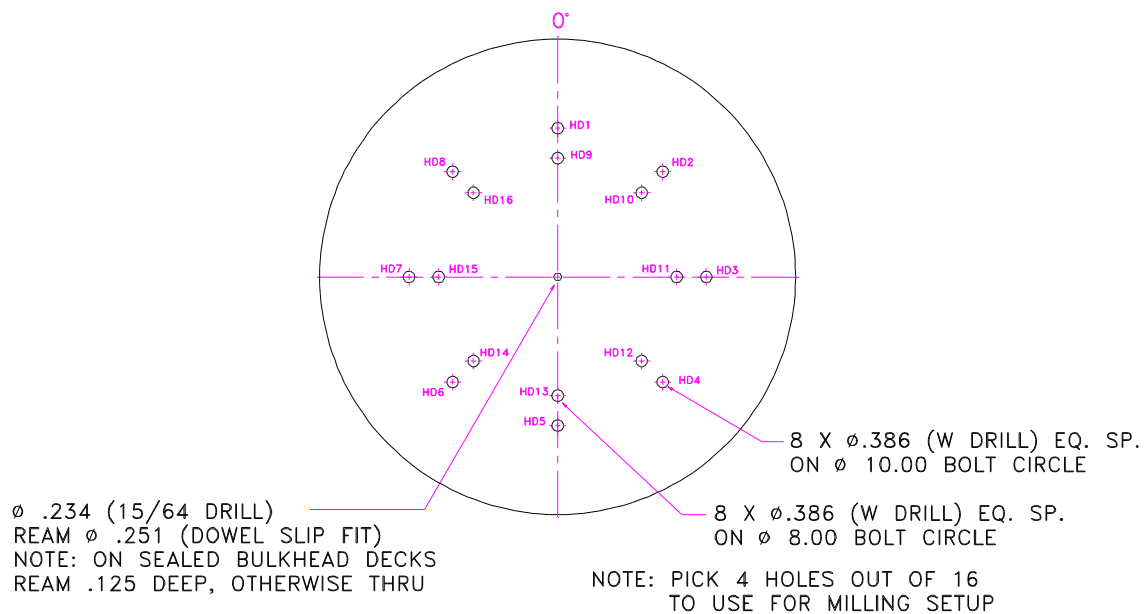 0°
HD1
HD9
HD8
HD2
HD16
HD10
HD7
HD15
HD11
HD3
HD14
HD12
HD6
HD13
HD4
HD5
8 X ø.386 (W DRILL) EQ. SP.
ON ø 10.00 BOLT CIRCLE
ø .234 (15/64 DRILL)
REAM ø .251 (DOWEL SLIP FIT)
NOTE: ON SEALED BULKHEAD DECKS
REAM .125 DEEP, OTHERWISE THRU
8 X ø.386 (W DRILL) EQ. SP.
ON ø 8.00 BOLT CIRCLE
NOTE: PICK 4 HOLES OUT OF 16
TO USE FOR MILLING SETUP